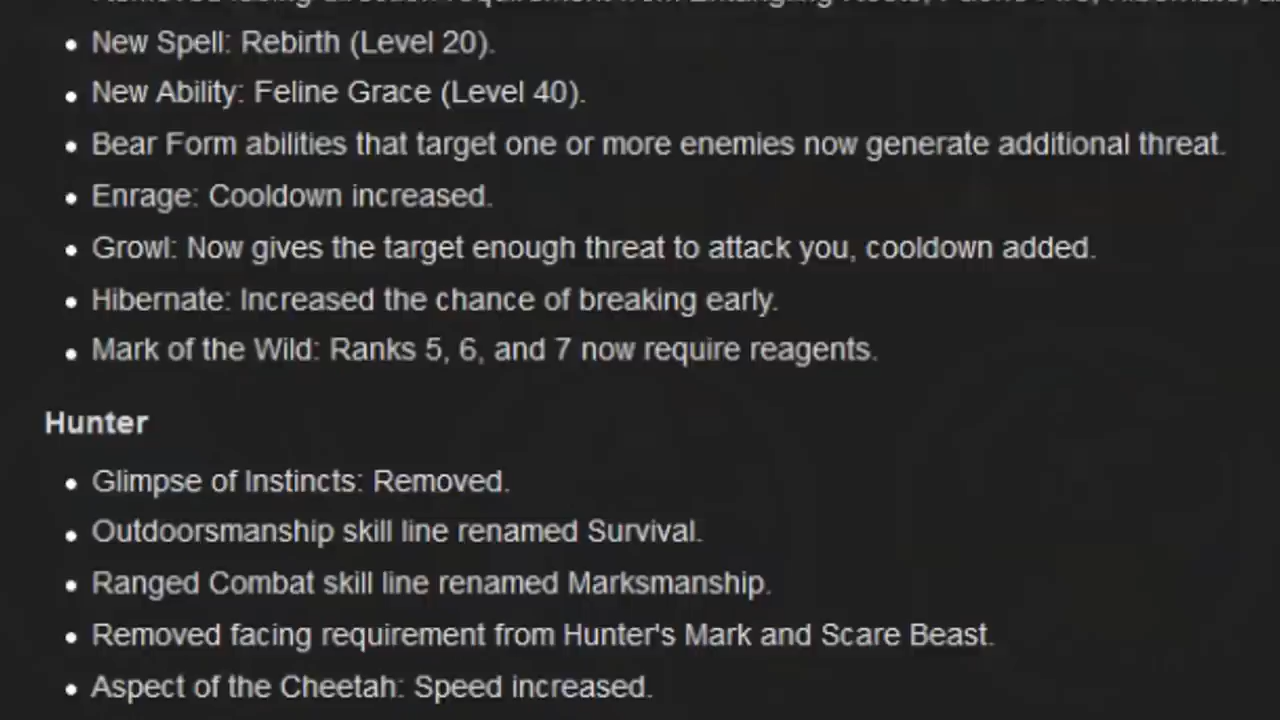 New Spell: Rebirth (Level 20).
New Ability: Feline Grace (Level 40).
Bear Form abilities that target one or more enemies now generate additional threat.
Enrage: Cooldown increased.
Growl: Now gives the target enough threat to attack you, cooldown added.
Hibernate: Increased the chance of breaking early.
Mark of the Wild: Ranks 5, 6, and 7 now require reagents.
Hunter
Glimpse of Instincts: Removed.
Outdoorsmanship skill line renamed Survival.
Ranged Combat skill line renamed Marksmanship.
Removed facing requirement from Hunter's Mark and Scare Beast.
Aspect of the Cheetah: Speed increased.